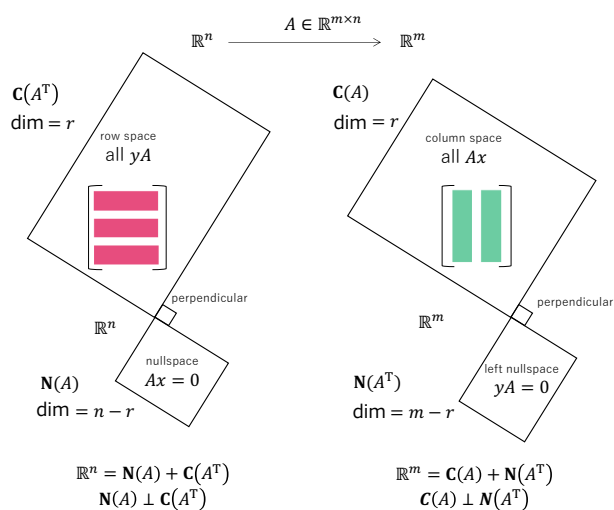 ℝⁿ A ∈ ℝᵐˣⁿ ℝᵐ
C(Aᵀ)
dim = r
row space
all yA
perpendicular
ℝⁿ
nullspace
Ax = 0
N(A)
dim = n − r
ℝⁿ = N(A) + C(Aᵀ)
N(A) ⊥ C(Aᵀ)
C(A)
dim = r
column space
all Ax
perpendicular
ℝᵐ
left nullspace
yA = 0
N(Aᵀ)
dim = m − r
ℝᵐ = C(A) + N(Aᵀ)
C(A) ⊥ N(Aᵀ)